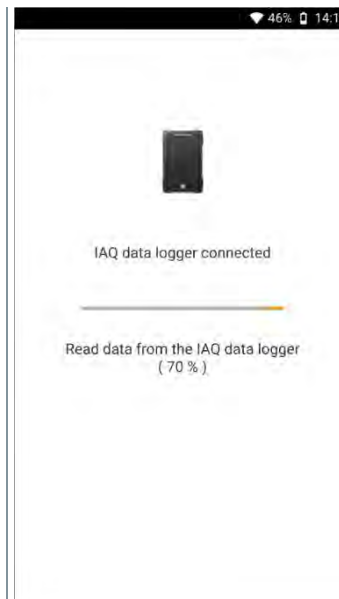 46% 14:1
IAQ data logger connected
Read data from the IAQ data logger
( 70 % )